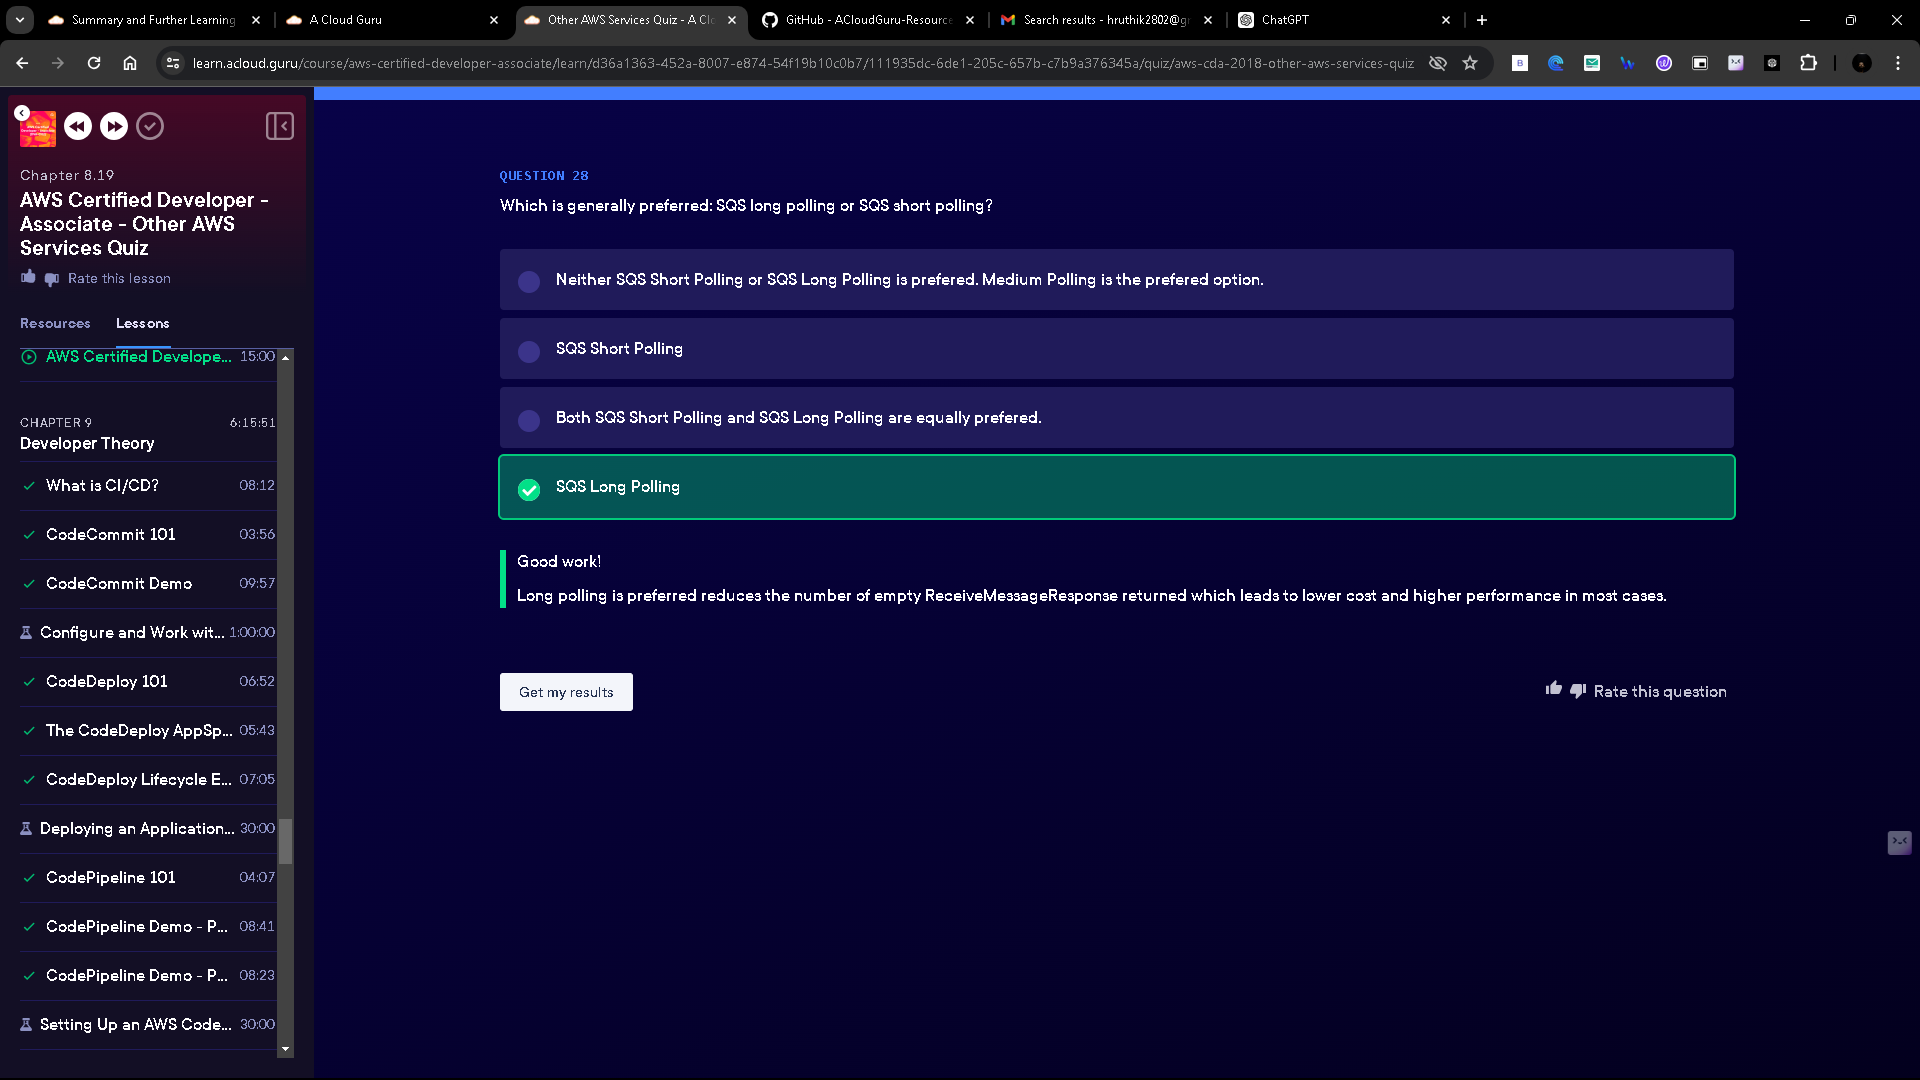 Summary and Further Learning
A Cloud Guru
Other AWS Services Quiz - A Clo
GitHub - ACloudGuru-Resource
Search results - hruthik2802@gr
ChatGPT
learn.acloud.guru/course/aws-certified-developer-associate/learn/d36a1363-452a-8007-e874-54f19b10c0b7/111935dc-6de1-205c-657b-c7b9a376345a/quiz/aws-cda-2018-other-aws-services-quiz
Chapter 8.19
AWS Certified Developer -
Associate - Other AWS
Services Quiz
Rate this lesson
Resources
Lessons
AWS Certified Develope... 15:00
CHAPTER 9 6:15:51
Developer Theory
What is CI/CD? 08:12
CodeCommit 101 03:56
CodeCommit Demo 09:57
Configure and Work wit... 1:00:00
CodeDeploy 101 06:52
The CodeDeploy AppSp... 05:43
CodeDeploy Lifecycle E... 07:05
Deploying an Application... 30:00
CodePipeline 101 04:07
CodePipeline Demo - P... 08:41
CodePipeline Demo - P... 08:23
Setting Up an AWS Code... 30:00
QUESTION 28
Which is generally preferred: SQS long polling or SQS short polling?
Neither SQS Short Polling or SQS Long Polling is prefered. Medium Polling is the prefered option.
SQS Short Polling
Both SQS Short Polling and SQS Long Polling are equally prefered.
SQS Long Polling
Good work!
Long polling is preferred reduces the number of empty ReceiveMessageResponse returned which leads to lower cost and higher performance in most cases.
Get my results
Rate this question